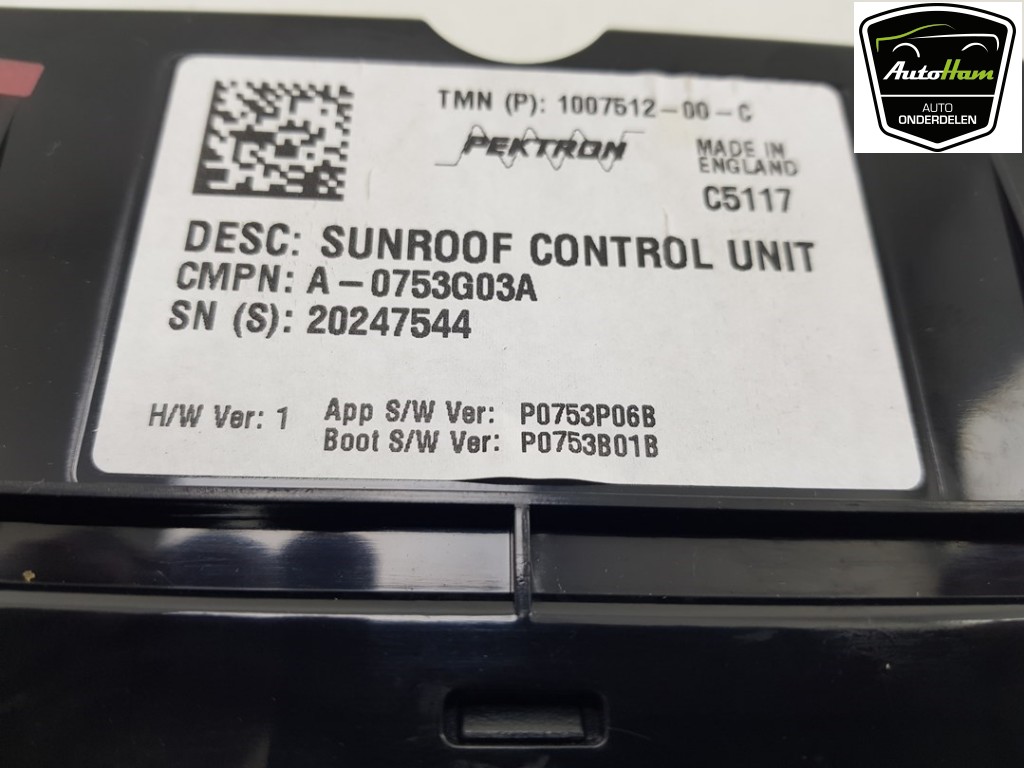 TMN (P): 1007512-00-C
PEKTRON
MADE IN
ENGLAND
C5117
DESC: SUNROOF CONTROL UNIT
CMPN: A-0753G03A
SN (S): 20247544
H/W Ver: 1
App S/W Ver: P0753P06B
Boot S/W Ver: P0753B01B
AutoHam
AUTO
ONDERDELEN